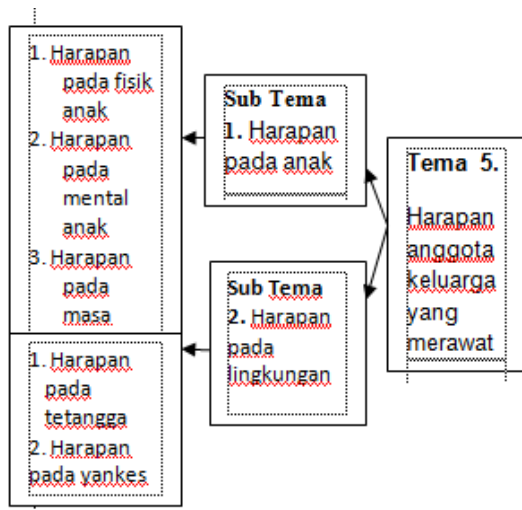 1. Harapan
pada fisik
anak
2. Harapan
pada
mental
anak
3. Harapan
pada
masa
1. Harapan
pada
tetangga
2. Harapan
pada yankes
Sub Tema
1. Harapan
pada anak
Sub Tema
2. Harapan
pada
lingkungan
Tema 5.
Harapan
anggota
keluarga
yang
merawat